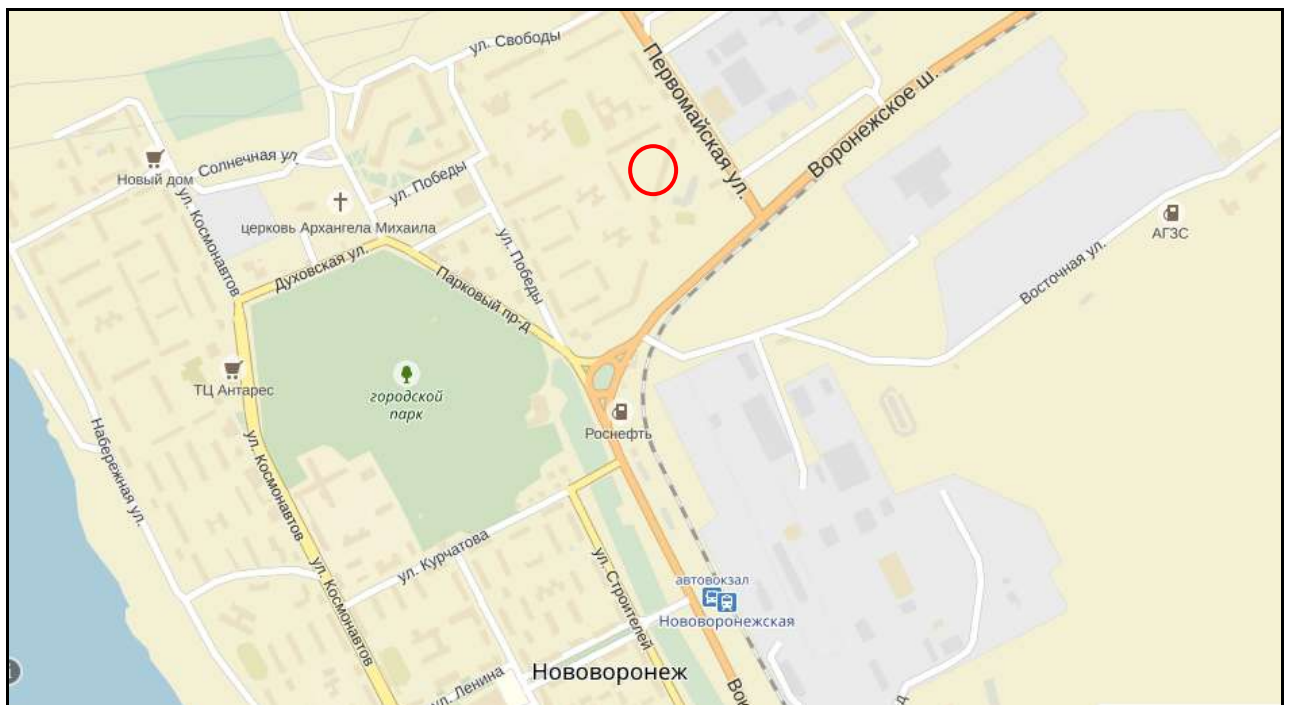 ул. Свободы
Первомайская ул.
Воронежское ш.
Новый дом
Солнечная ул.
ул. Победы
церковь Архангела Михаила
ул. Космонавтов
ул. Победы
АГЗС
Восточная ул.
Духовская ул.
Парковый пр-д
ТЦ Антарес
городской
парк
Роснефть
Набережная ул.
ул. Космонавтов
ул. Курчатова
ул. Космонавтов
ул. Строителей
автовокзал
Нововоронежская
Нововоронеж
ул. Ленина
Вок